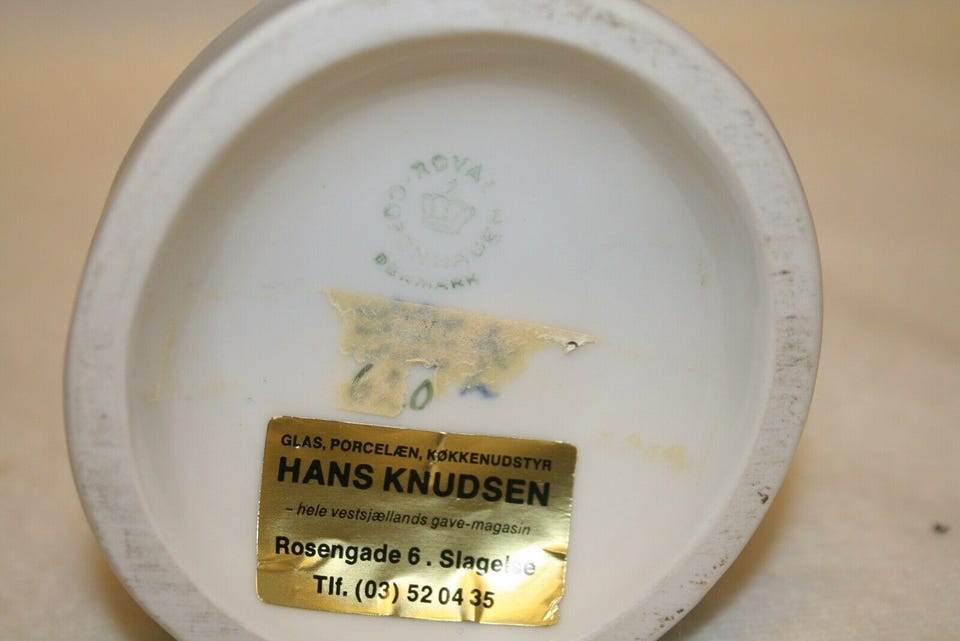 ROYAL
COPENHAGEN
DENMARK
GLAS, PORCELÆN, KØKKENUDSTYR
HANS KNUDSEN
– hele vestsjællands gave-magasin
Rosengade 6 . Slagelse
Tlf. (03) 52 04 35